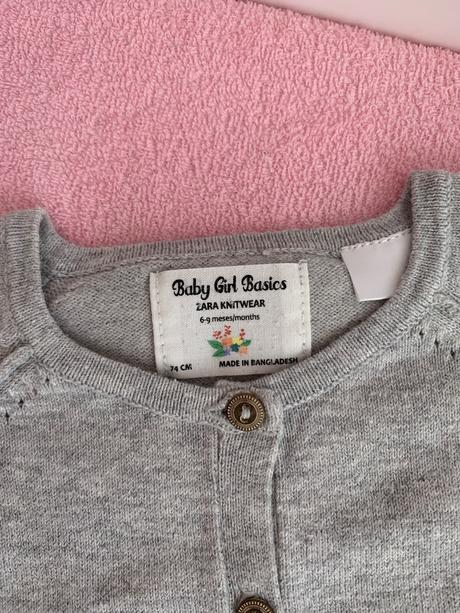 Baby Girl Basics
ZARA KNITWEAR
6-9 meses/months
74 CM MADE IN BANGLADESH